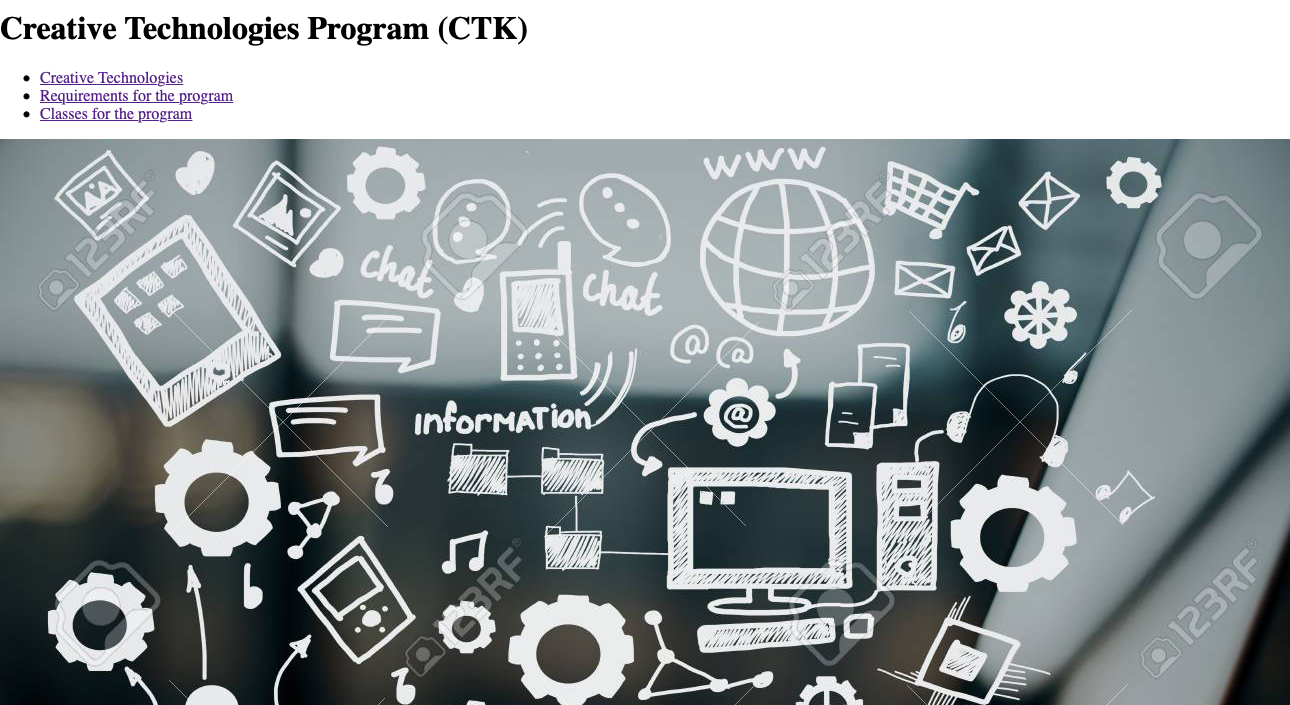 Creative Technologies Program (CTK)
Creative Technologies
Requirements for the program
Classes for the program
www
chat
chat
@ @
@
InformATIon
123RF
123RF
123RF
123RF